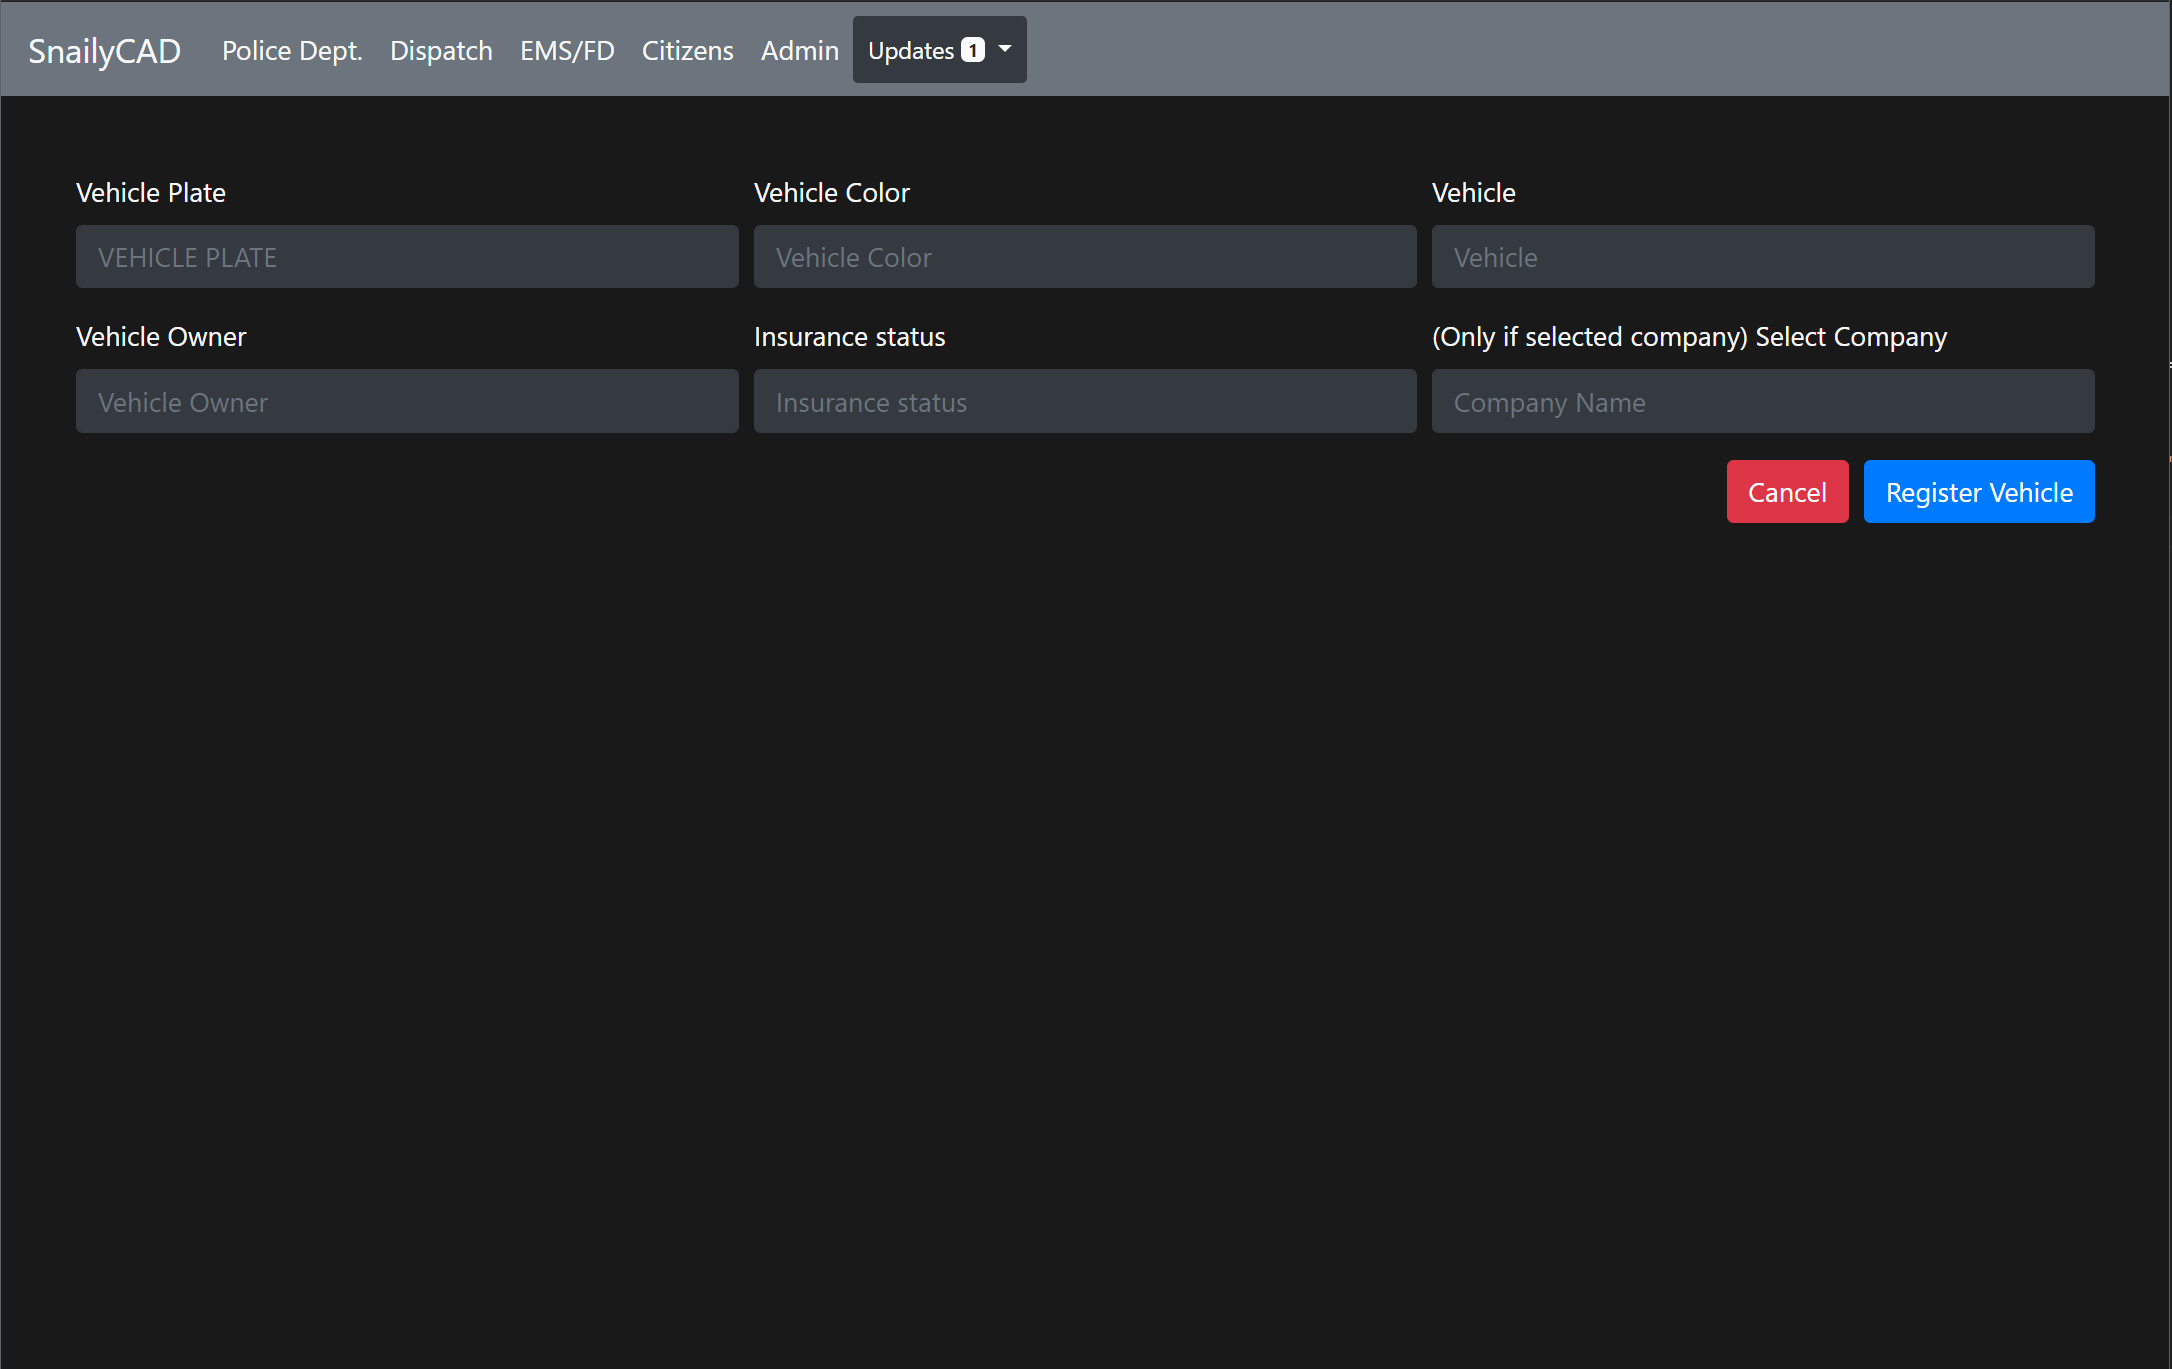 SnailyCAD Police Dept. Dispatch EMS/FD Citizens Admin Updates 1
Vehicle Plate Vehicle Color Vehicle
VEHICLE PLATE Vehicle Color Vehicle
Vehicle Owner Insurance status (Only if selected company) Select Company
Vehicle Owner Insurance status Company Name
Cancel Register Vehicle